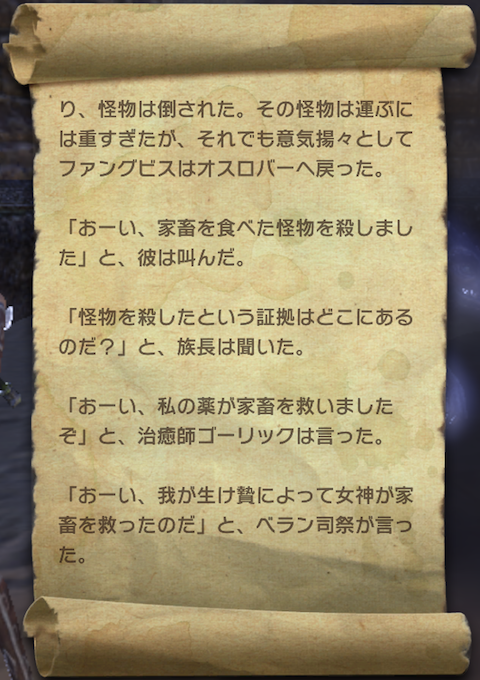 り、怪物は倒された。その怪物は運ぶに
は重すぎたが、それでも意気揚々として
ファングビスはオスロバーへ戻った。
「おーい、家畜を食べた怪物を殺しまし
た」と、彼は叫んだ。
「怪物を殺したという証拠はどこにある
のだ？」と、族長は聞いた。
「おーい、私の薬が家畜を救いました
ぞ」と、治癒師ゴーリックは言った。
「おーい、我が生け贄によって女神が家
畜を救ったのだ」と、ベラン司祭が言っ
た。